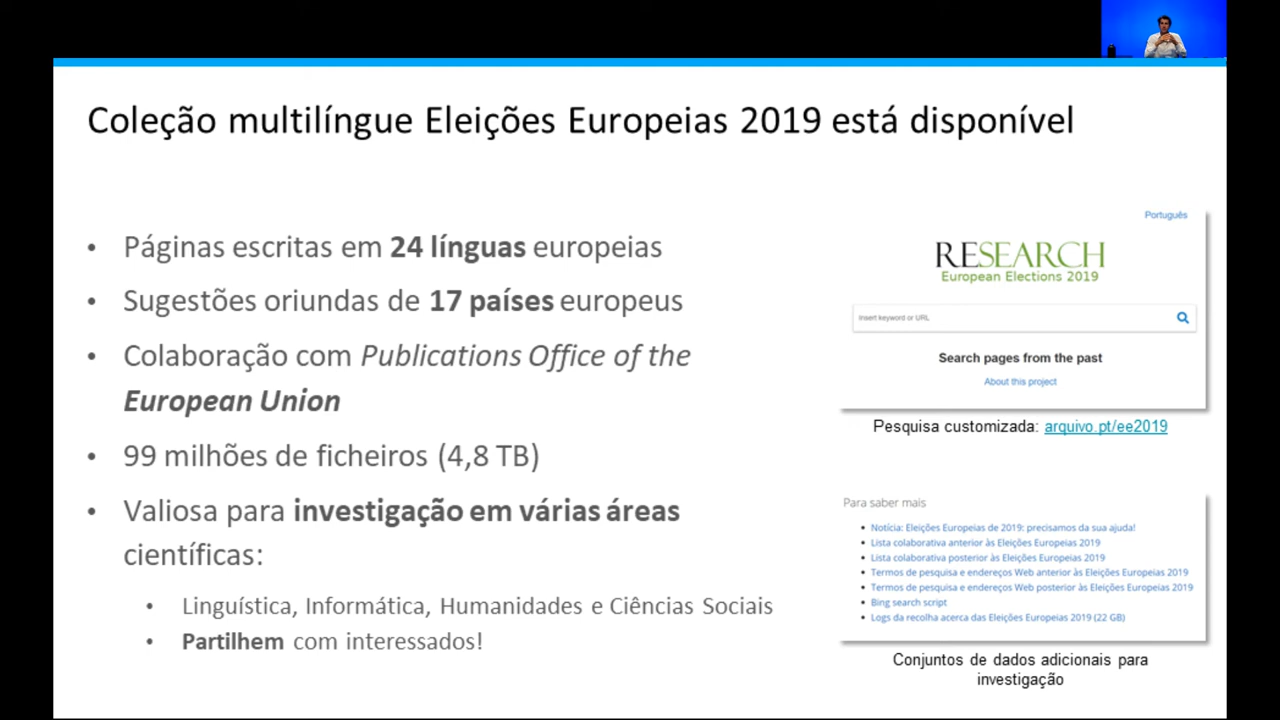 Coleção multilíngue Eleições Europeias 2019 está disponível
• Páginas escritas em 24 línguas europeias
• Sugestões oriundas de 17 países europeus
• Colaboração com Publications Office of the
European Union
• 99 milhões de ficheiros (4,8 TB)
• Valiosa para investigação em várias áreas
científicas:
• Linguística, Informática, Humanidades e Ciências Sociais
• Partilhem com interessados!
Português
RESEARCH
European Elections 2019
Insert keyword or URL
Search pages from the past
About this project
Pesquisa customizada: arquivo.pt/ee2019
Para saber mais
• Notícia: Eleições Europeias de 2019: precisamos da sua ajuda!
• Lista colaborativa anterior às Eleições Europeias 2019
• Lista colaborativa posterior às Eleições Europeias 2019
• Termos de pesquisa e endereços Web anterior às Eleições Europeias 2019
• Termos de pesquisa e endereços Web posterior às Eleições Europeias 2019
• Bing search script
• Logs da recolha acerca das Eleições Europeias 2019 (22 GB)
Conjuntos de dados adicionais para
investigação